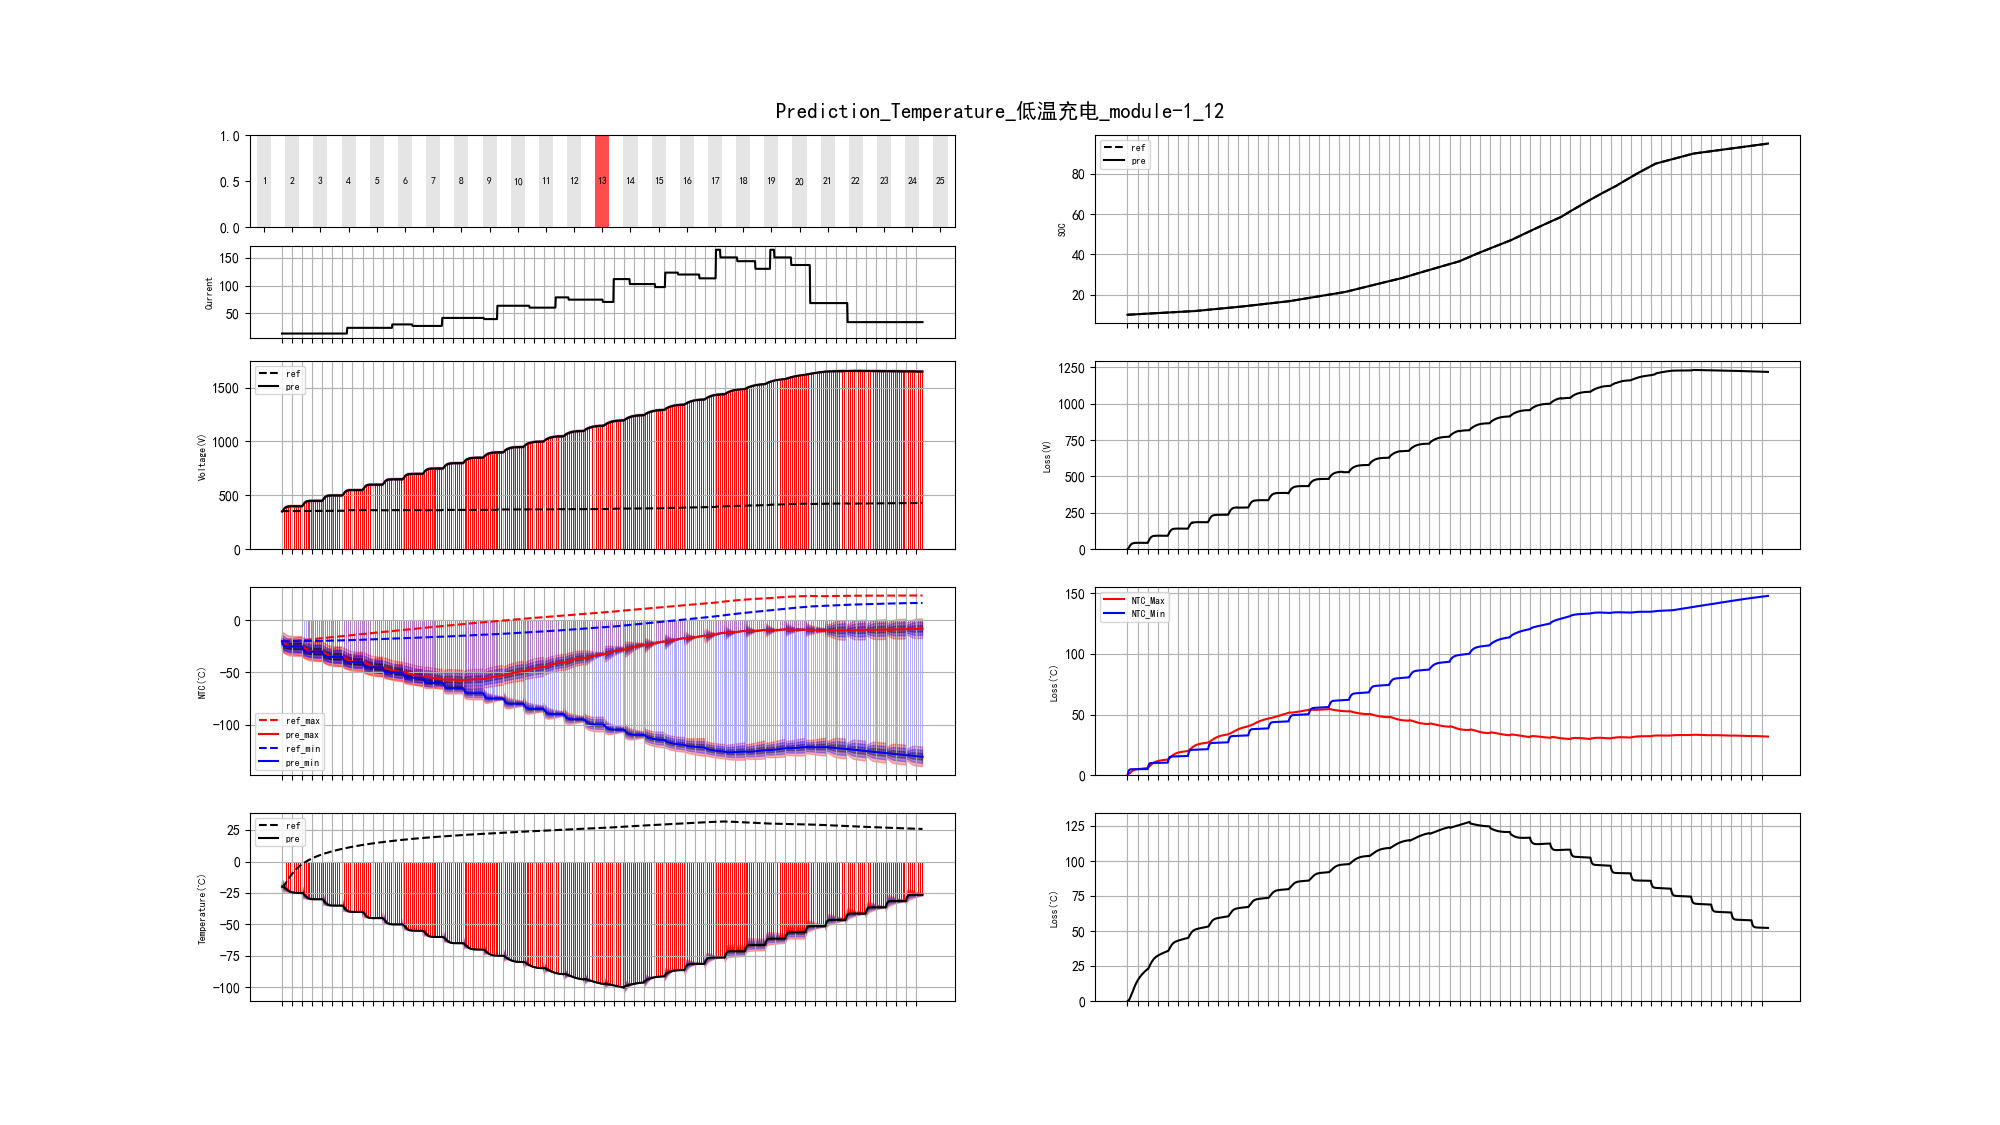 Prediction_Temperature_低温充电_module-1_12
1.0
0.5
0.0
1 2 3 4 5 6 7 8 9 10 11 12 13 14 15 16 17 18 19 20 21 22 23 24 25
Current
150
100
50
Voltage(V)
1500
1000
500
0
ref
pre
NTC(℃)
0
−50
−100
ref_max
pre_max
ref_min
pre_min
Temperature(℃)
25
0
−25
−50
−75
−100
ref
pre
SOC
80
60
40
20
ref
pre
Loss(V)
1250
1000
750
500
250
0
Loss(℃)
150
100
50
0
NTC_Max
NTC_Min
Loss(℃)
125
100
75
50
25
0